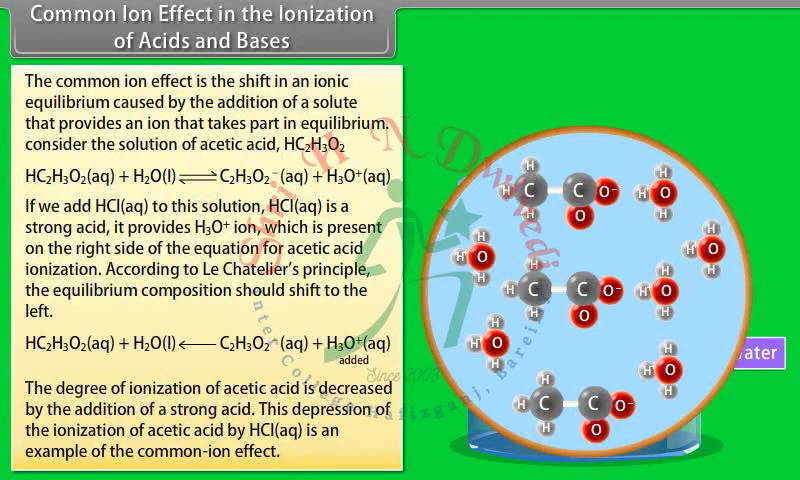 Common Ion Effect in the Ionization
of Acids and Bases
The common ion effect is the shift in an ionic
equilibrium caused by the addition of a solute
that provides an ion that takes part in equilibrium.
consider the solution of acetic acid, HC₂H₃O₂
HC₂H₃O₂(aq) + H₂O(l) ⇌ C₂H₃O₂⁻(aq) + H₃O⁺(aq)
If we add HCl(aq) to this solution, HCl(aq) is a
strong acid, it provides H₃O⁺ ion, which is present
on the right side of the equation for acetic acid
ionization. According to Le Chatelier's principle,
the equilibrium composition should shift to the
left.
HC₂H₃O₂(aq) + H₂O(l) ⟵ C₂H₃O₂⁻(aq) + H₃O⁺(aq)
added
The degree of ionization of acetic acid is decreased
by the addition of a strong acid. This depression of
the ionization of acetic acid by HCl(aq) is an
example of the common-ion effect.
Shri H N Dwivedi
Inter College Hafizganj, Bareilly
Since 2003
H
H C C O⁻
H O
H
H⁺ O
H
H
H⁺ O
H
H
H⁺ O
H
H
H C C O⁻
H O
H
H⁺ O
H
H
H⁺ O
H
H
H⁺ O
H
H
H C C O⁻
H O
ater